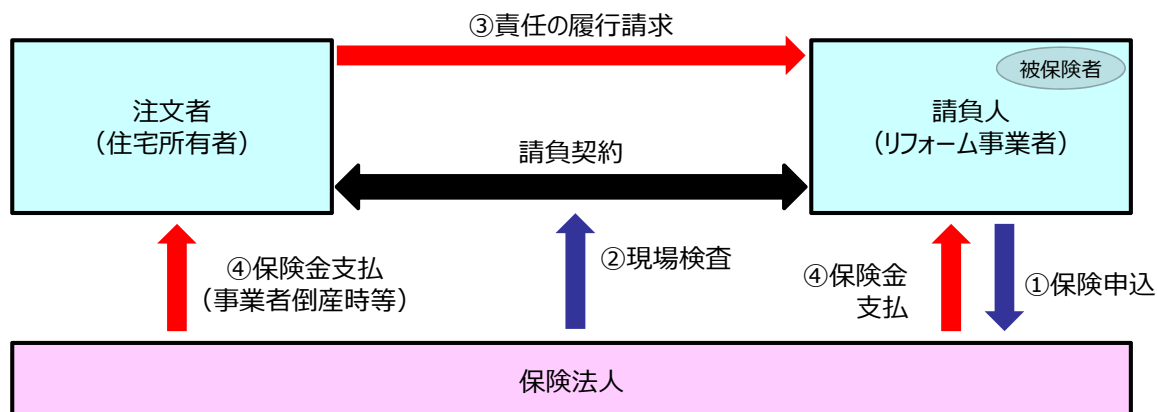 ③責任の履行請求
注文者
（住宅所有者）
被保険者
請負人
（リフォーム事業者）
請負契約
④保険金支払
（事業者倒産時等）
②現場検査
④保険金
支払
①保険申込
保険法人